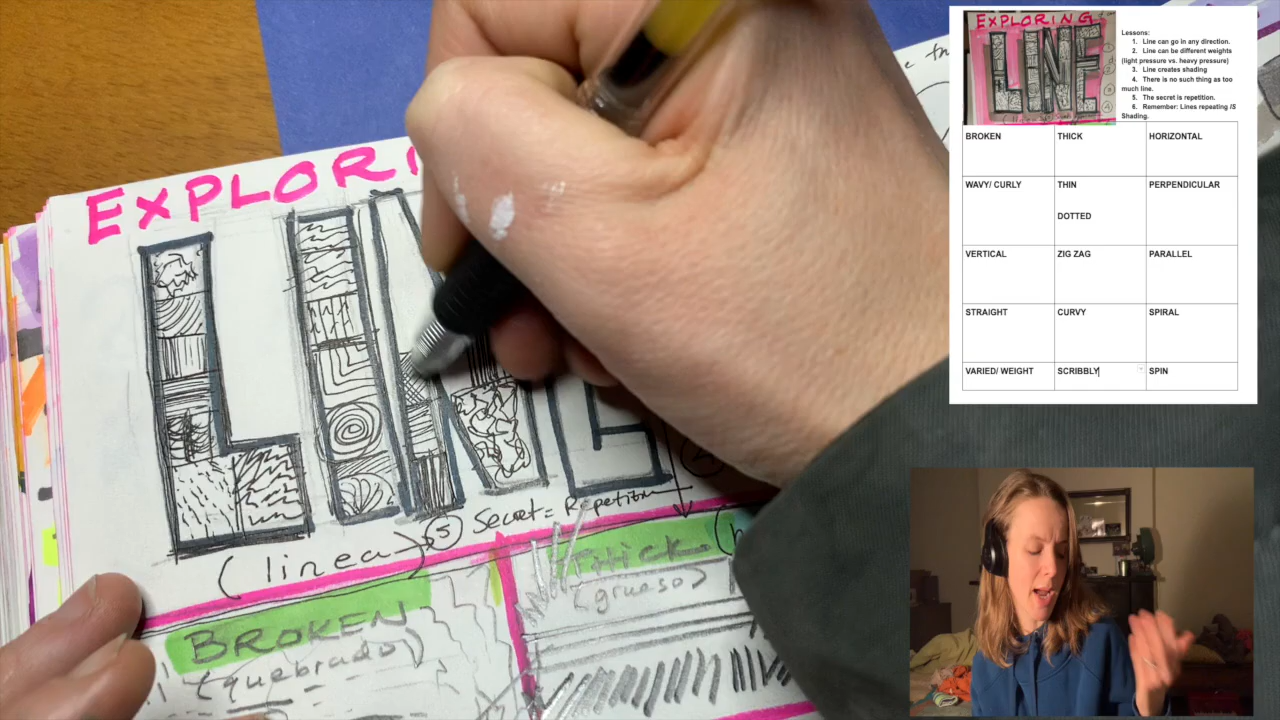 EXPLORI
LINE
(linea)
⑤ Secret = Repetition
BROKEN
(quebrado)
THICK
(grueso)
EXPLORING
LINE
Lessons:
1. Line can go in any direction.
2. Line can be different weights
(light pressure vs. heavy pressure)
3. Line creates shading
4. There is no such thing as too
much line.
5. The secret is repetition.
6. Remember: Lines repeating IS
Shading.
BROKEN
THICK
HORIZONTAL
WAVY/ CURLY
THIN
PERPENDICULAR
DOTTED
VERTICAL
ZIG ZAG
PARALLEL
STRAIGHT
CURVY
SPIRAL
VARIED/ WEIGHT
SCRIBBLY
SPIN